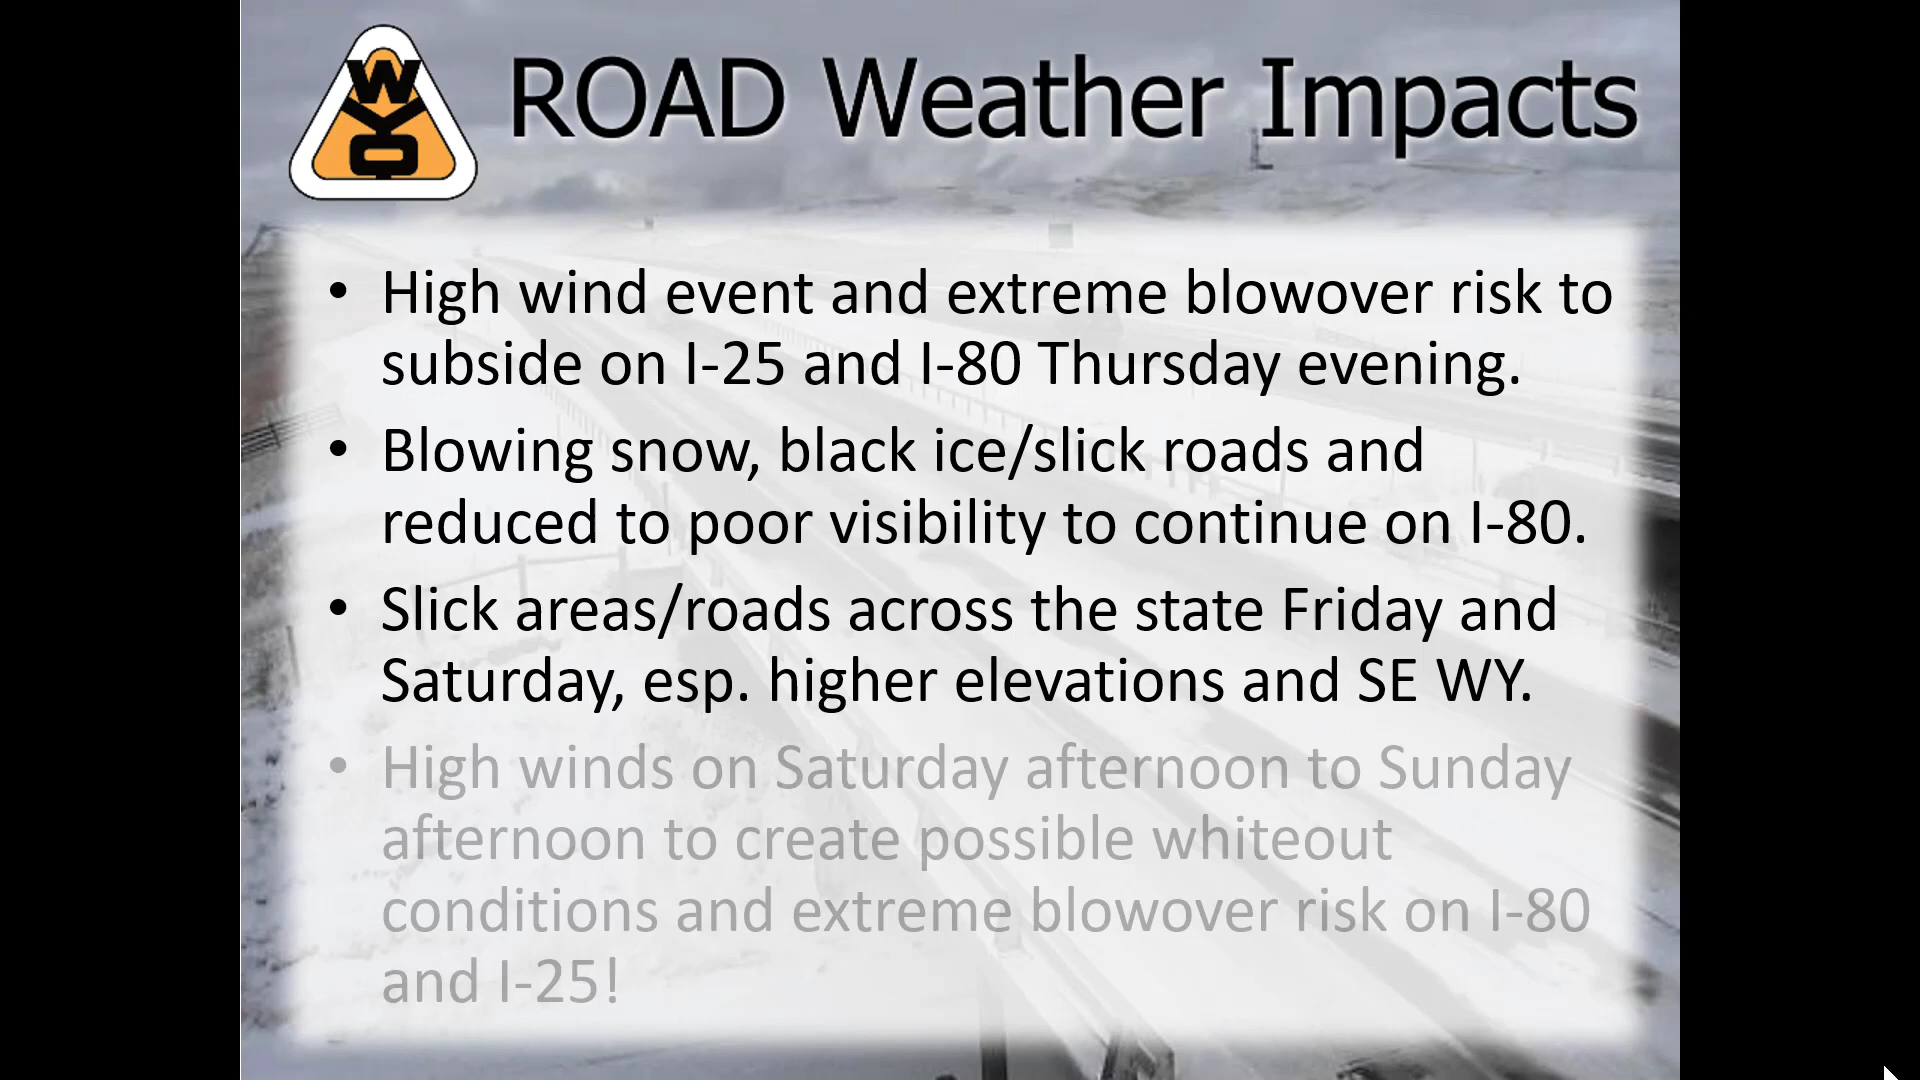 WYO
ROAD Weather Impacts
• High wind event and extreme blowover risk to
subside on I-25 and I-80 Thursday evening.
• Blowing snow, black ice/slick roads and
reduced to poor visibility to continue on I-80.
• Slick areas/roads across the state Friday and
Saturday, esp. higher elevations and SE WY.
• High winds on Saturday afternoon to Sunday
afternoon to create possible whiteout
conditions and extreme blowover risk on I-80
and I-25!